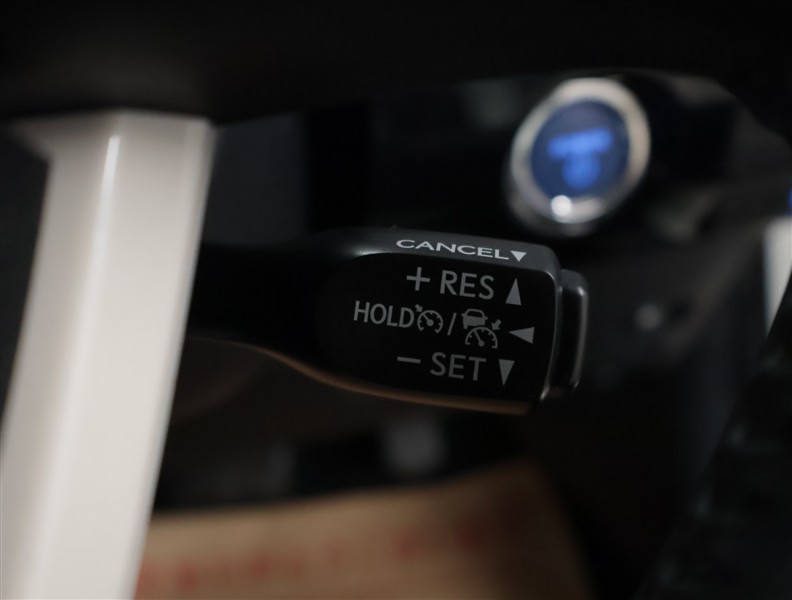 CANCEL▼
+ RES ▲
HOLD / ◀
− SET ▼